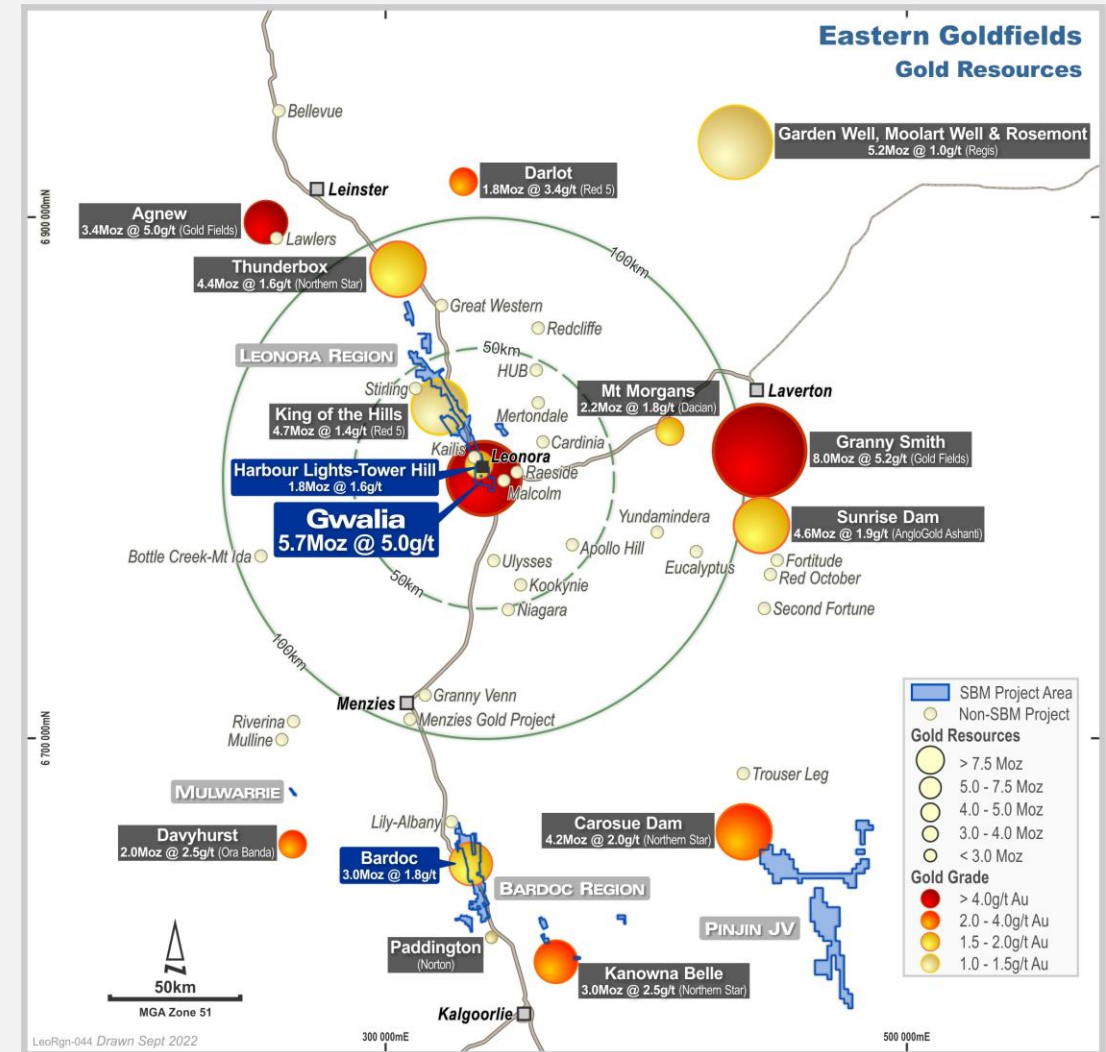 Eastern Goldfields
Gold Resources
Bellevue
Garden Well, Moolart Well & Rosemont
5.2Moz @ 1.0g/t (Regis)
Leinster
Darlot
1.8Moz @ 3.4g/t (Red 5)
Agnew
3.4Moz @ 5.0g/t (Gold Fields)
Lawlers
6 900 000mN
100km
Thunderbox
4.4Moz @ 1.6g/t (Northern Star)
Great Western
Redcliffe
50km
LEONORA REGION
HUB
Stirling
Mt Morgans
2.2Moz @ 1.8g/t (Dacian)
Laverton
King of the Hills
4.7Moz @ 1.4g/t (Red 5)
Mertondale
Cardinia
Granny Smith
8.0Moz @ 5.2g/t (Gold Fields)
Kailis
Leonora
Raeside
Malcolm
Harbour Lights-Tower Hill
1.8Moz @ 1.6g/t
Gwalia
5.7Moz @ 5.0g/t
Sunrise Dam
4.6Moz @ 1.9g/t (AngloGold Ashanti)
Yundamindera
Bottle Creek-Mt Ida
Apollo Hill
Eucalyptus
Fortitude
Red October
Ulysses
Kookynie
50km
Niagara
Second Fortune
100km
Menzies
Granny Venn
Menzies Gold Project
Riverina
Mulline
6 700 000mN
Trouser Leg
MULWARRIE
Lily-Albany
Carosue Dam
4.2Moz @ 2.0g/t (Northern Star)
Davyhurst
2.0Moz @ 2.5g/t (Ora Banda)
Bardoc
3.0Moz @ 1.8g/t
BARDOC REGION
PINJIN JV
Paddington
(Norton)
Kanowna Belle
3.0Moz @ 2.5g/t (Northern Star)
Kalgoorlie
SBM Project Area
Non-SBM Project
Gold Resources
> 7.5 Moz
5.0 - 7.5 Moz
4.0 - 5.0 Moz
3.0 - 4.0 Moz
< 3.0 Moz
Gold Grade
> 4.0g/t Au
2.0 - 4.0g/t Au
1.5 - 2.0g/t Au
1.0 - 1.5g/t Au
N
50km
MGA Zone 51
LeoRgn-044 Drawn Sept 2022
300 000mE
500 000mE